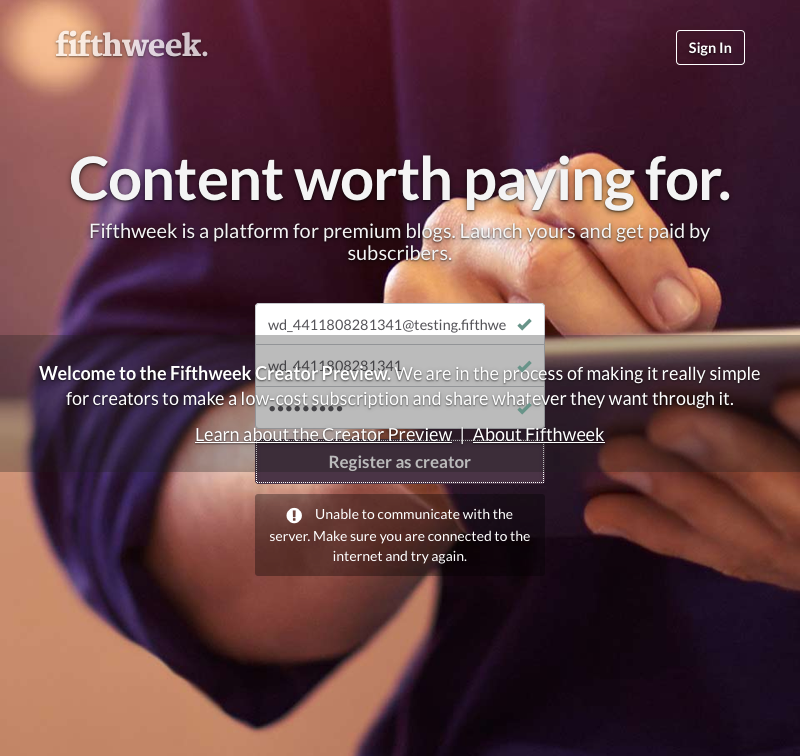 fifthweek.
Sign In
Content worth paying for.
Fifthweek is a platform for premium blogs. Launch yours and get paid by
subscribers.
wd_4411808281341@testing.fifthwe
wd_4411808281341
•••••••••
Welcome to the Fifthweek Creator Preview. We are in the process of making it really simple
for creators to make a low-cost subscription and share whatever they want through it.
Learn about the Creator Preview | About Fifthweek
Register as creator
Unable to communicate with the
server. Make sure you are connected to the
internet and try again.